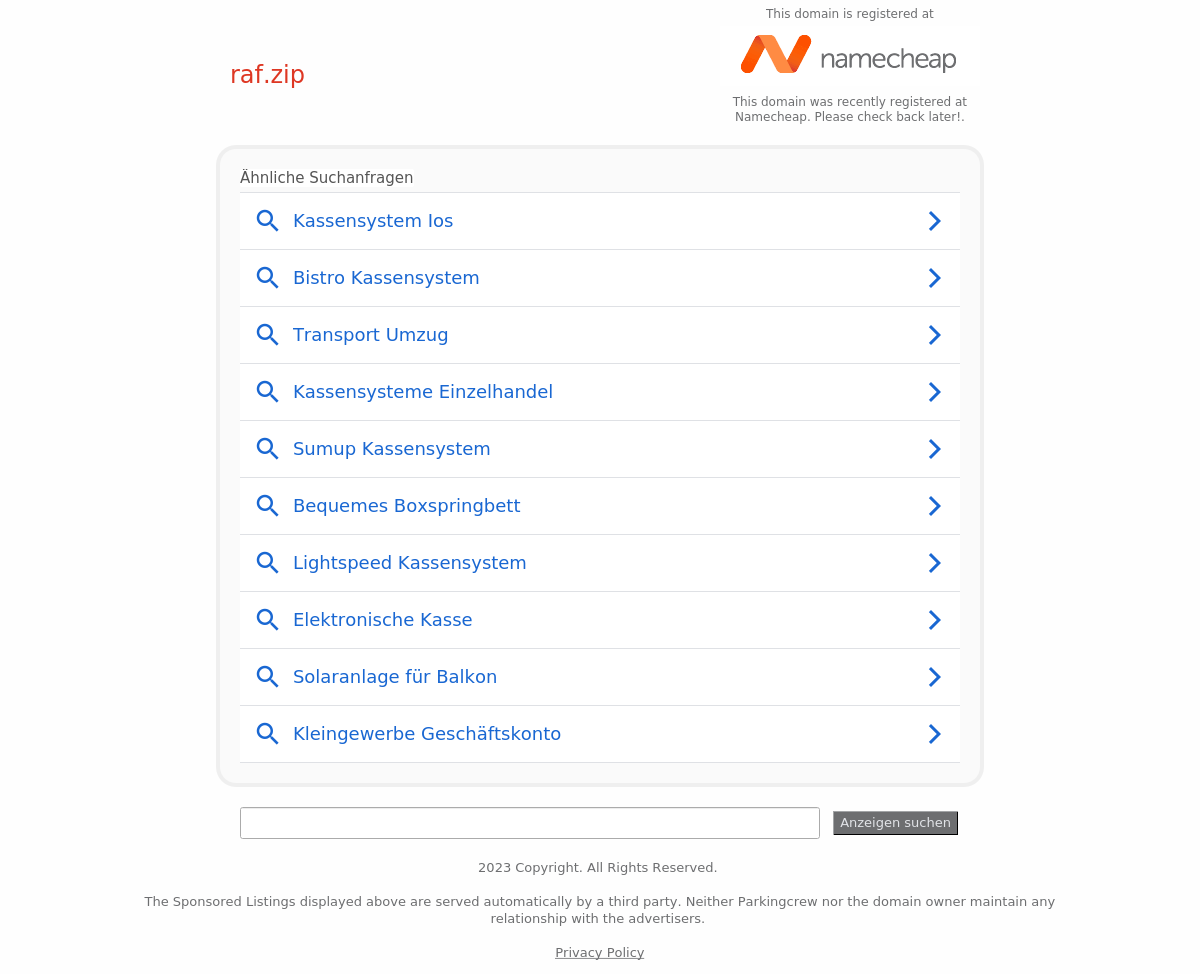 This domain is registered at
namecheap
raf.zip
This domain was recently registered at
Namecheap. Please check back later!.
Ähnliche Suchanfragen
Kassensystem Ios
Bistro Kassensystem
Transport Umzug
Kassensysteme Einzelhandel
Sumup Kassensystem
Bequemes Boxspringbett
Lightspeed Kassensystem
Elektronische Kasse
Solaranlage für Balkon
Kleingewerbe Geschäftskonto
Anzeigen suchen
2023 Copyright. All Rights Reserved.
The Sponsored Listings displayed above are served automatically by a third party. Neither Parkingcrew nor the domain owner maintain any
relationship with the advertisers.
Privacy Policy